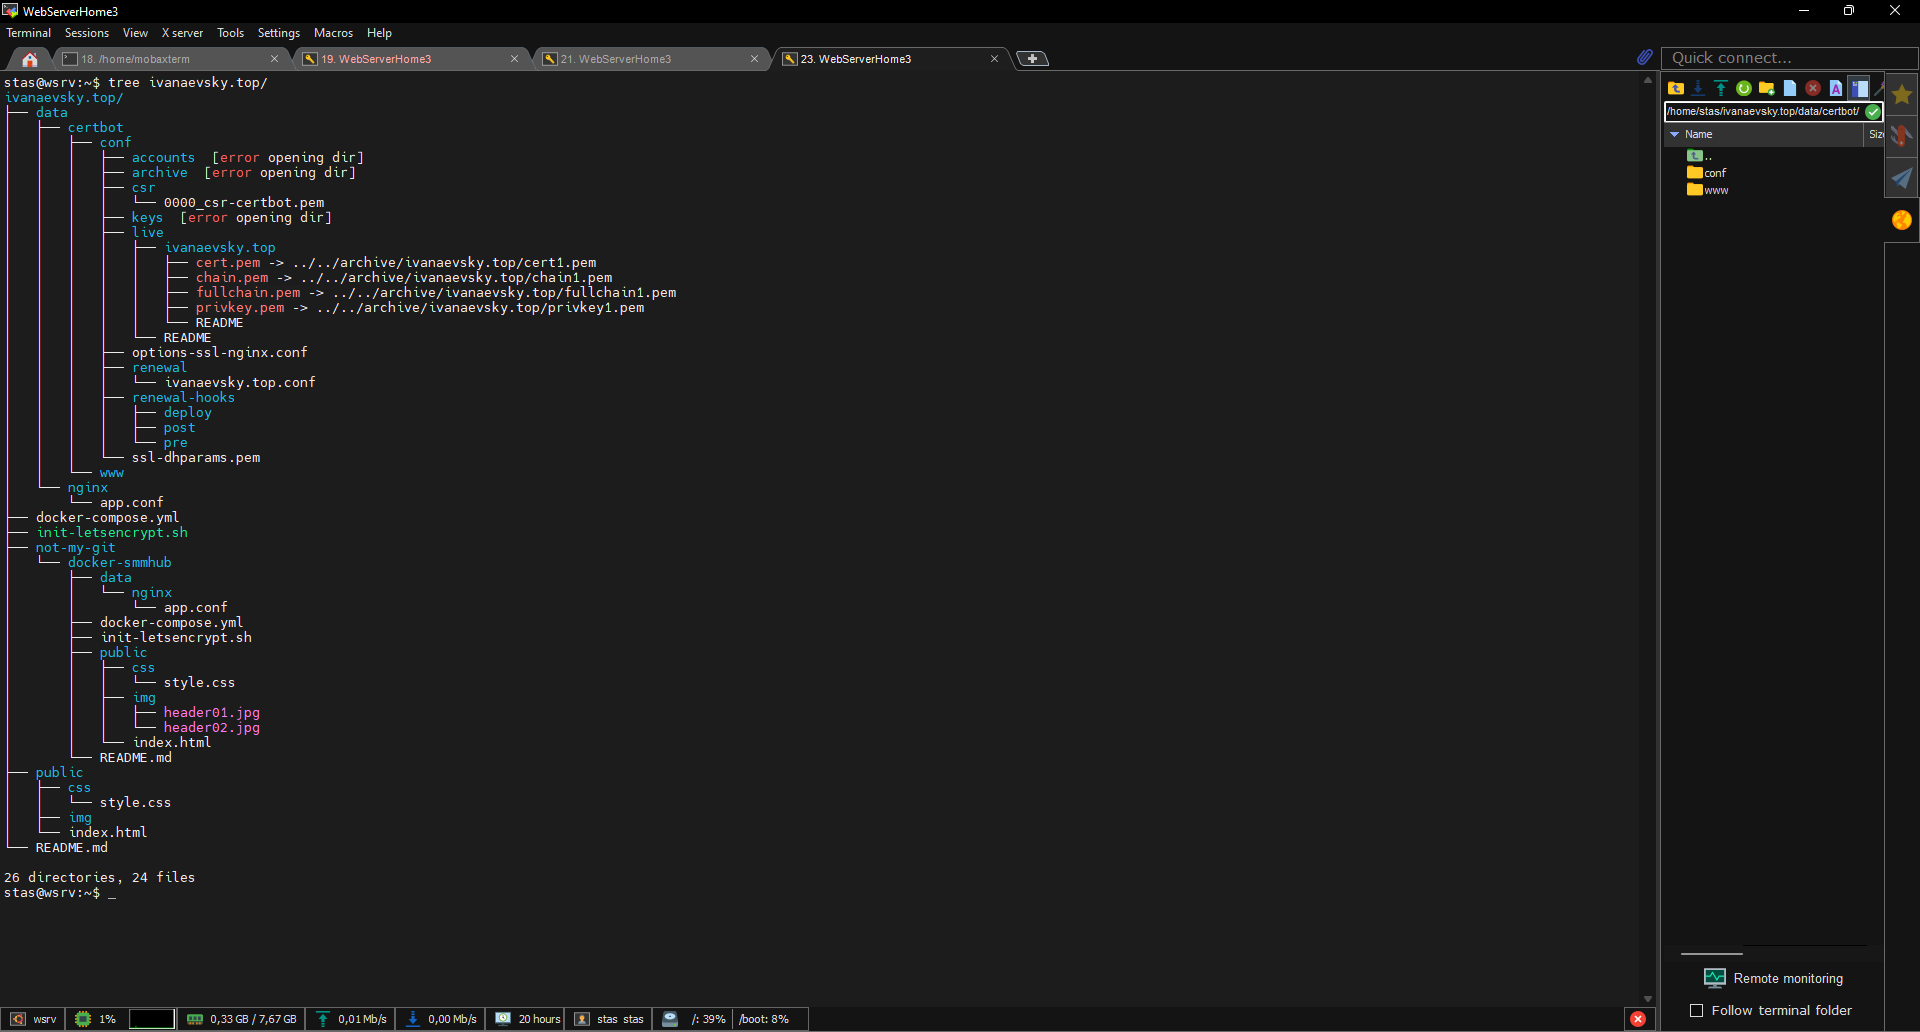 WebServerHome3
Terminal Sessions View X server Tools Settings Macros Help
18. /home/mobaxterm 19. WebServerHome3 21. WebServerHome3 23. WebServerHome3 Quick connect...
stas@wsrv:~$ tree ivanaevsky.top/
ivanaevsky.top/
├── data
│   ├── certbot
│   │   ├── conf
│   │   │   ├── accounts  [error opening dir]
│   │   │   ├── archive  [error opening dir]
│   │   │   ├── csr
│   │   │   │   └── 0000_csr-certbot.pem
│   │   │   ├── keys  [error opening dir]
│   │   │   ├── live
│   │   │   │   ├── ivanaevsky.top
│   │   │   │   │   ├── cert.pem -> ../../archive/ivanaevsky.top/cert1.pem
│   │   │   │   │   ├── chain.pem -> ../../archive/ivanaevsky.top/chain1.pem
│   │   │   │   │   ├── fullchain.pem -> ../../archive/ivanaevsky.top/fullchain1.pem
│   │   │   │   │   ├── privkey.pem -> ../../archive/ivanaevsky.top/privkey1.pem
│   │   │   │   │   └── README
│   │   │   │   └── README
│   │   │   ├── options-ssl-nginx.conf
│   │   │   ├── renewal
│   │   │   │   └── ivanaevsky.top.conf
│   │   │   ├── renewal-hooks
│   │   │   │   ├── deploy
│   │   │   │   ├── post
│   │   │   │   └── pre
│   │   │   └── ssl-dhparams.pem
│   │   └── www
│   └── nginx
│       └── app.conf
├── docker-compose.yml
├── init-letsencrypt.sh
├── not-my-git
│   └── docker-smmhub
│       ├── data
│       │   └── nginx
│       │       └── app.conf
│       ├── docker-compose.yml
│       ├── init-letsencrypt.sh
│       ├── public
│       │   ├── css
│       │   │   └── style.css
│       │   ├── img
│       │   │   ├── header01.jpg
│       │   │   └── header02.jpg
│       │   └── index.html
│       └── README.md
├── public
│   ├── css
│   │   └── style.css
│   ├── img
│   └── index.html
└── README.md
26 directories, 24 files
stas@wsrv:~$ _
/home/stas/ivanaevsky.top/data/certbot/
Name Siz
..
conf
www
Remote monitoring
Follow terminal folder
wsrv 1% 0,33 GB / 7,67 GB 0,01 Mb/s 0,00 Mb/s 20 hours stas stas /: 39% /boot: 8%